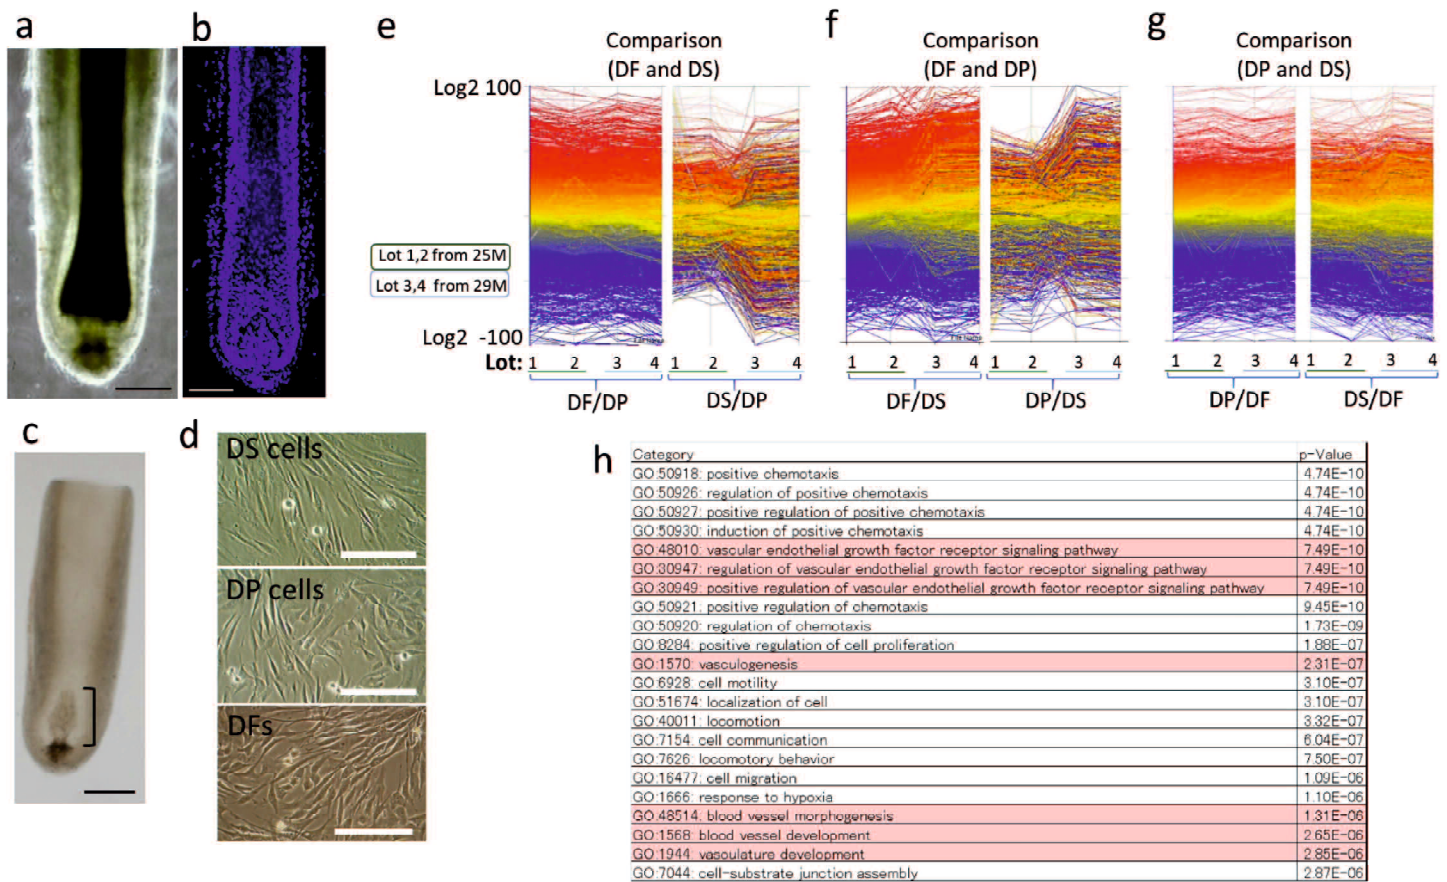 a
b
e
f
g
Comparison
(DF and DS)
Comparison
(DF and DP)
Comparison
(DP and DS)
Log2 100
Lot 1,2 from 25M
Lot 3,4 from 29M
Log2 -100
Lot:
1 2 3 4
1 2 3 4
1 2 3 4
1 2 3 4
1 2 3 4
1 2 3 4
DF/DP
DS/DP
DF/DS
DP/DS
DP/DF
DS/DF
c
d
DS cells
DP cells
DFs
h
Category p-Value
GO:50918: positive chemotaxis 4.74E-10
GO:50926: regulation of positive chemotaxis 4.74E-10
GO:50927: positive regulation of positive chemotaxis 4.74E-10
GO:50930: induction of positive chemotaxis 4.74E-10
GO:48010: vascular endothelial growth factor receptor signaling pathway 7.49E-10
GO:30947: regulation of vascular endothelial growth factor receptor signaling pathway 7.49E-10
GO:30949: positive regulation of vascular endothelial growth factor receptor signaling pathway 7.49E-10
GO:50921: positive regulation of chemotaxis 9.45E-10
GO:50920: regulation of chemotaxis 1.73E-09
GO:8284: positive regulation of cell proliferation 1.88E-07
GO:1570: vasculogenesis 2.31E-07
GO:6928: cell motility 3.10E-07
GO:51674: localization of cell 3.10E-07
GO:40011: locomotion 3.32E-07
GO:7154: cell communication 6.04E-07
GO:7626: locomotory behavior 7.50E-07
GO:16477: cell migration 1.09E-06
GO:1666: response to hypoxia 1.10E-06
GO:48514: blood vessel morphogenesis 1.31E-06
GO:1568: blood vessel development 2.65E-06
GO:1944: vasculature development 2.85E-06
GO:7044: cell-substrate junction assembly 2.87E-06